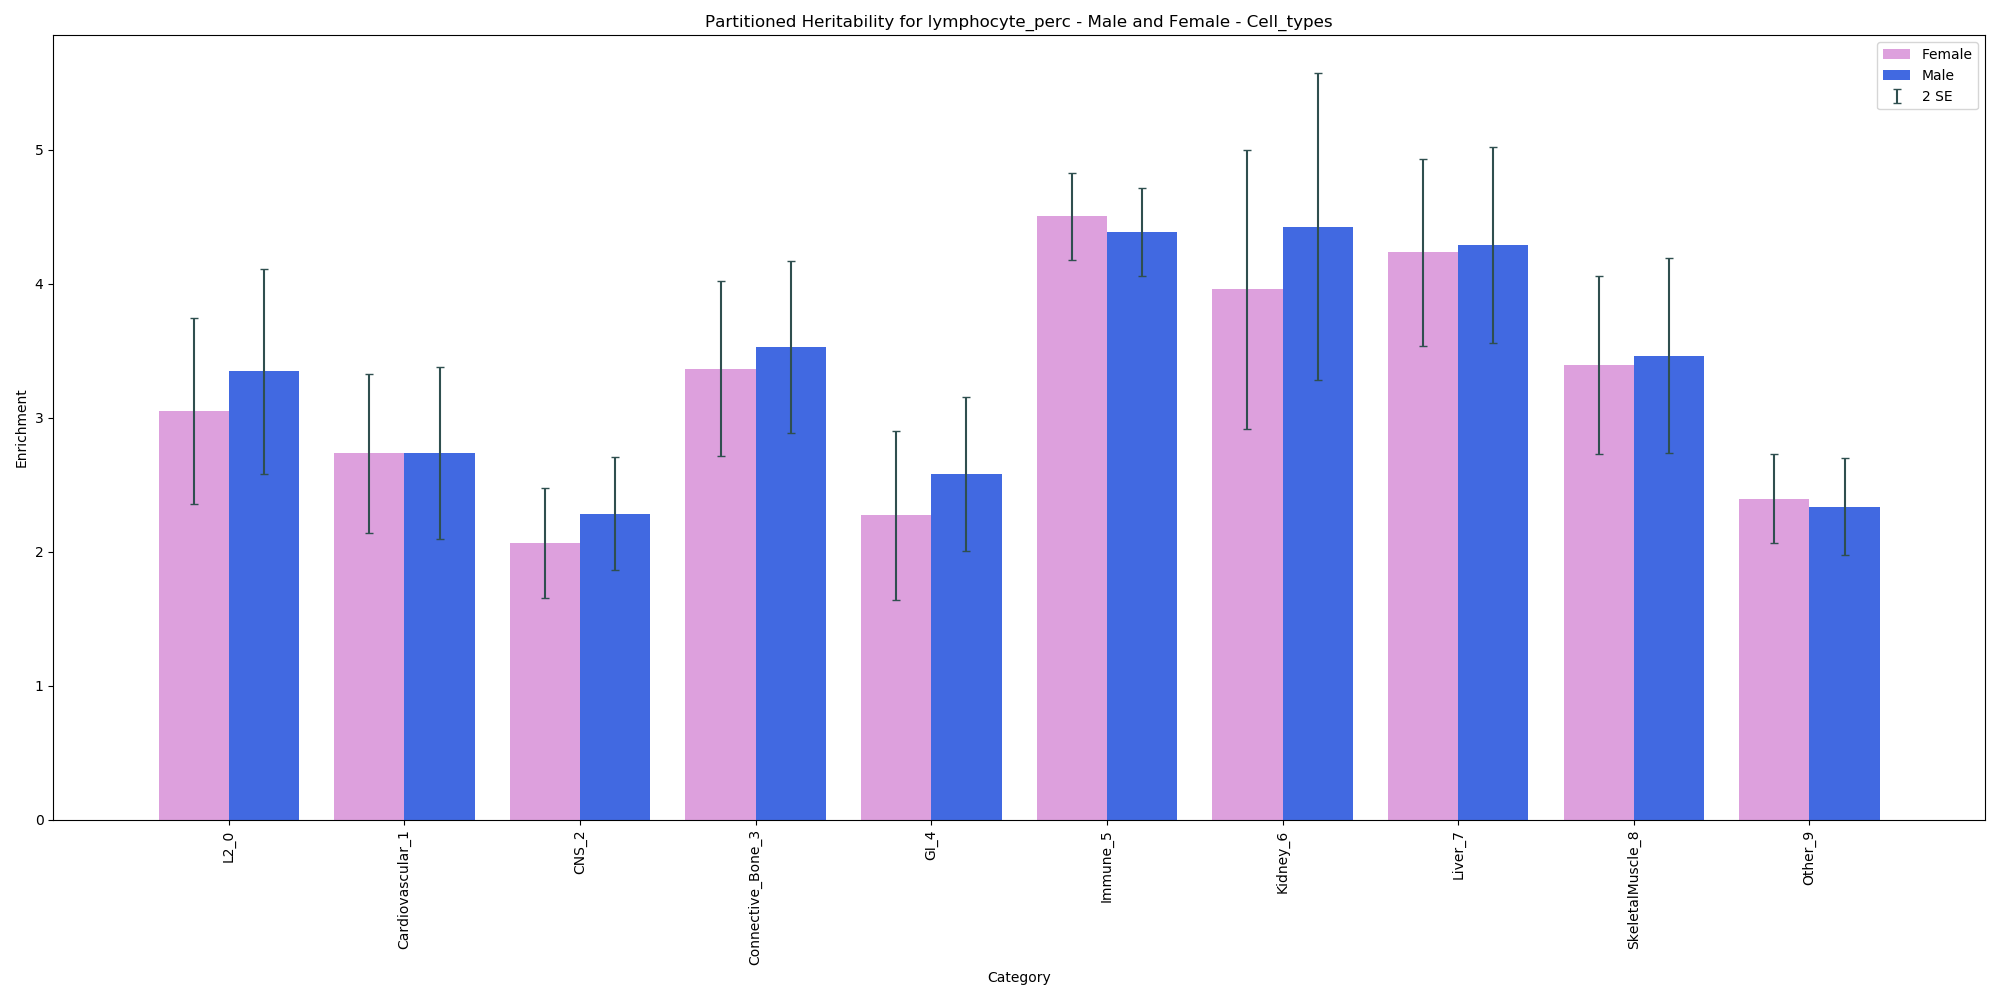 Partitioned Heritability for lymphocyte_perc - Male and Female - Cell_types
Female
Male
2 SE
Enrichment
5
4
3
2
1
0
L2_0
Cardiovascular_1
CNS_2
Connective_Bone_3
GI_4
Immune_5
Kidney_6
Liver_7
SkeletalMuscle_8
Other_9
Category